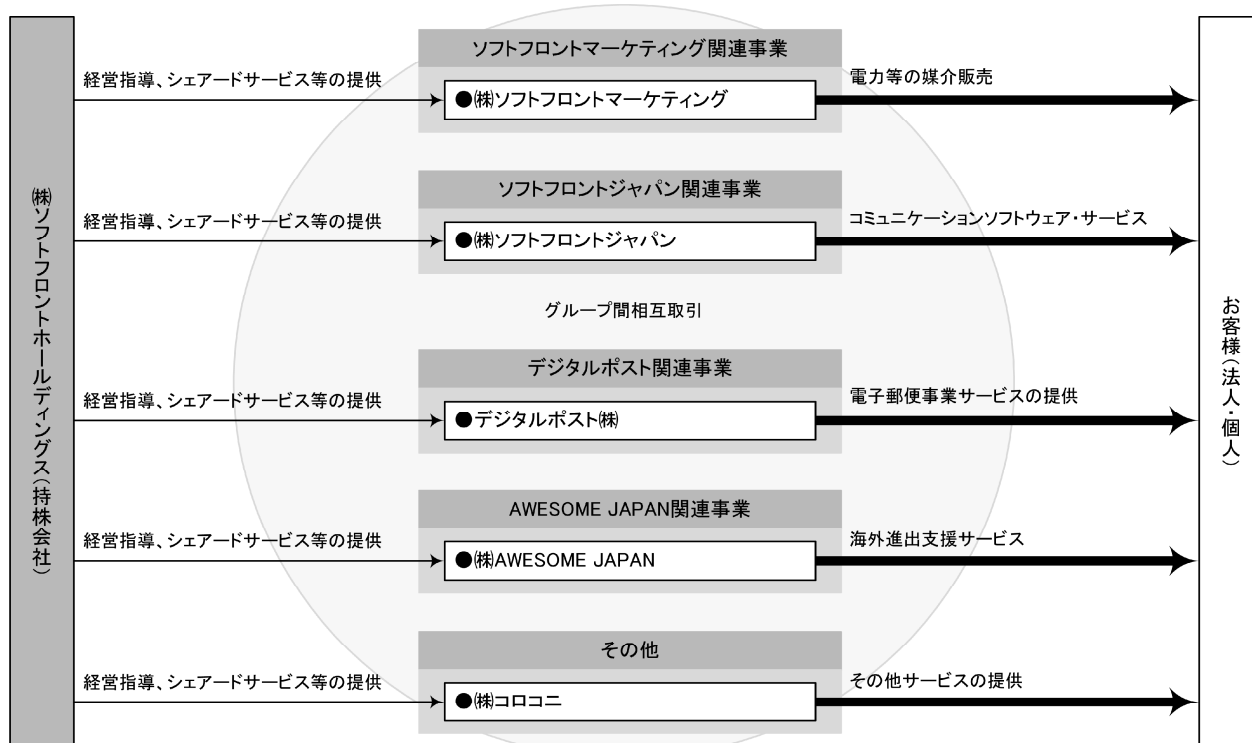 ㈱ソフトフロントホールディングス(持株会社)
ソフトフロントマーケティング関連事業
経営指導、シェアードサービス等の提供
●㈱ソフトフロントマーケティング
電力等の媒介販売
ソフトフロントジャパン関連事業
経営指導、シェアードサービス等の提供
●㈱ソフトフロントジャパン
コミュニケーションソフトウェア・サービス
グループ間相互取引
デジタルポスト関連事業
経営指導、シェアードサービス等の提供
●デジタルポスト㈱
電子郵便事業サービスの提供
AWESOME JAPAN関連事業
経営指導、シェアードサービス等の提供
●㈱AWESOME JAPAN
海外進出支援サービス
その他
経営指導、シェアードサービス等の提供
●㈱コロコニ
その他サービスの提供
お客様(法人・個人)